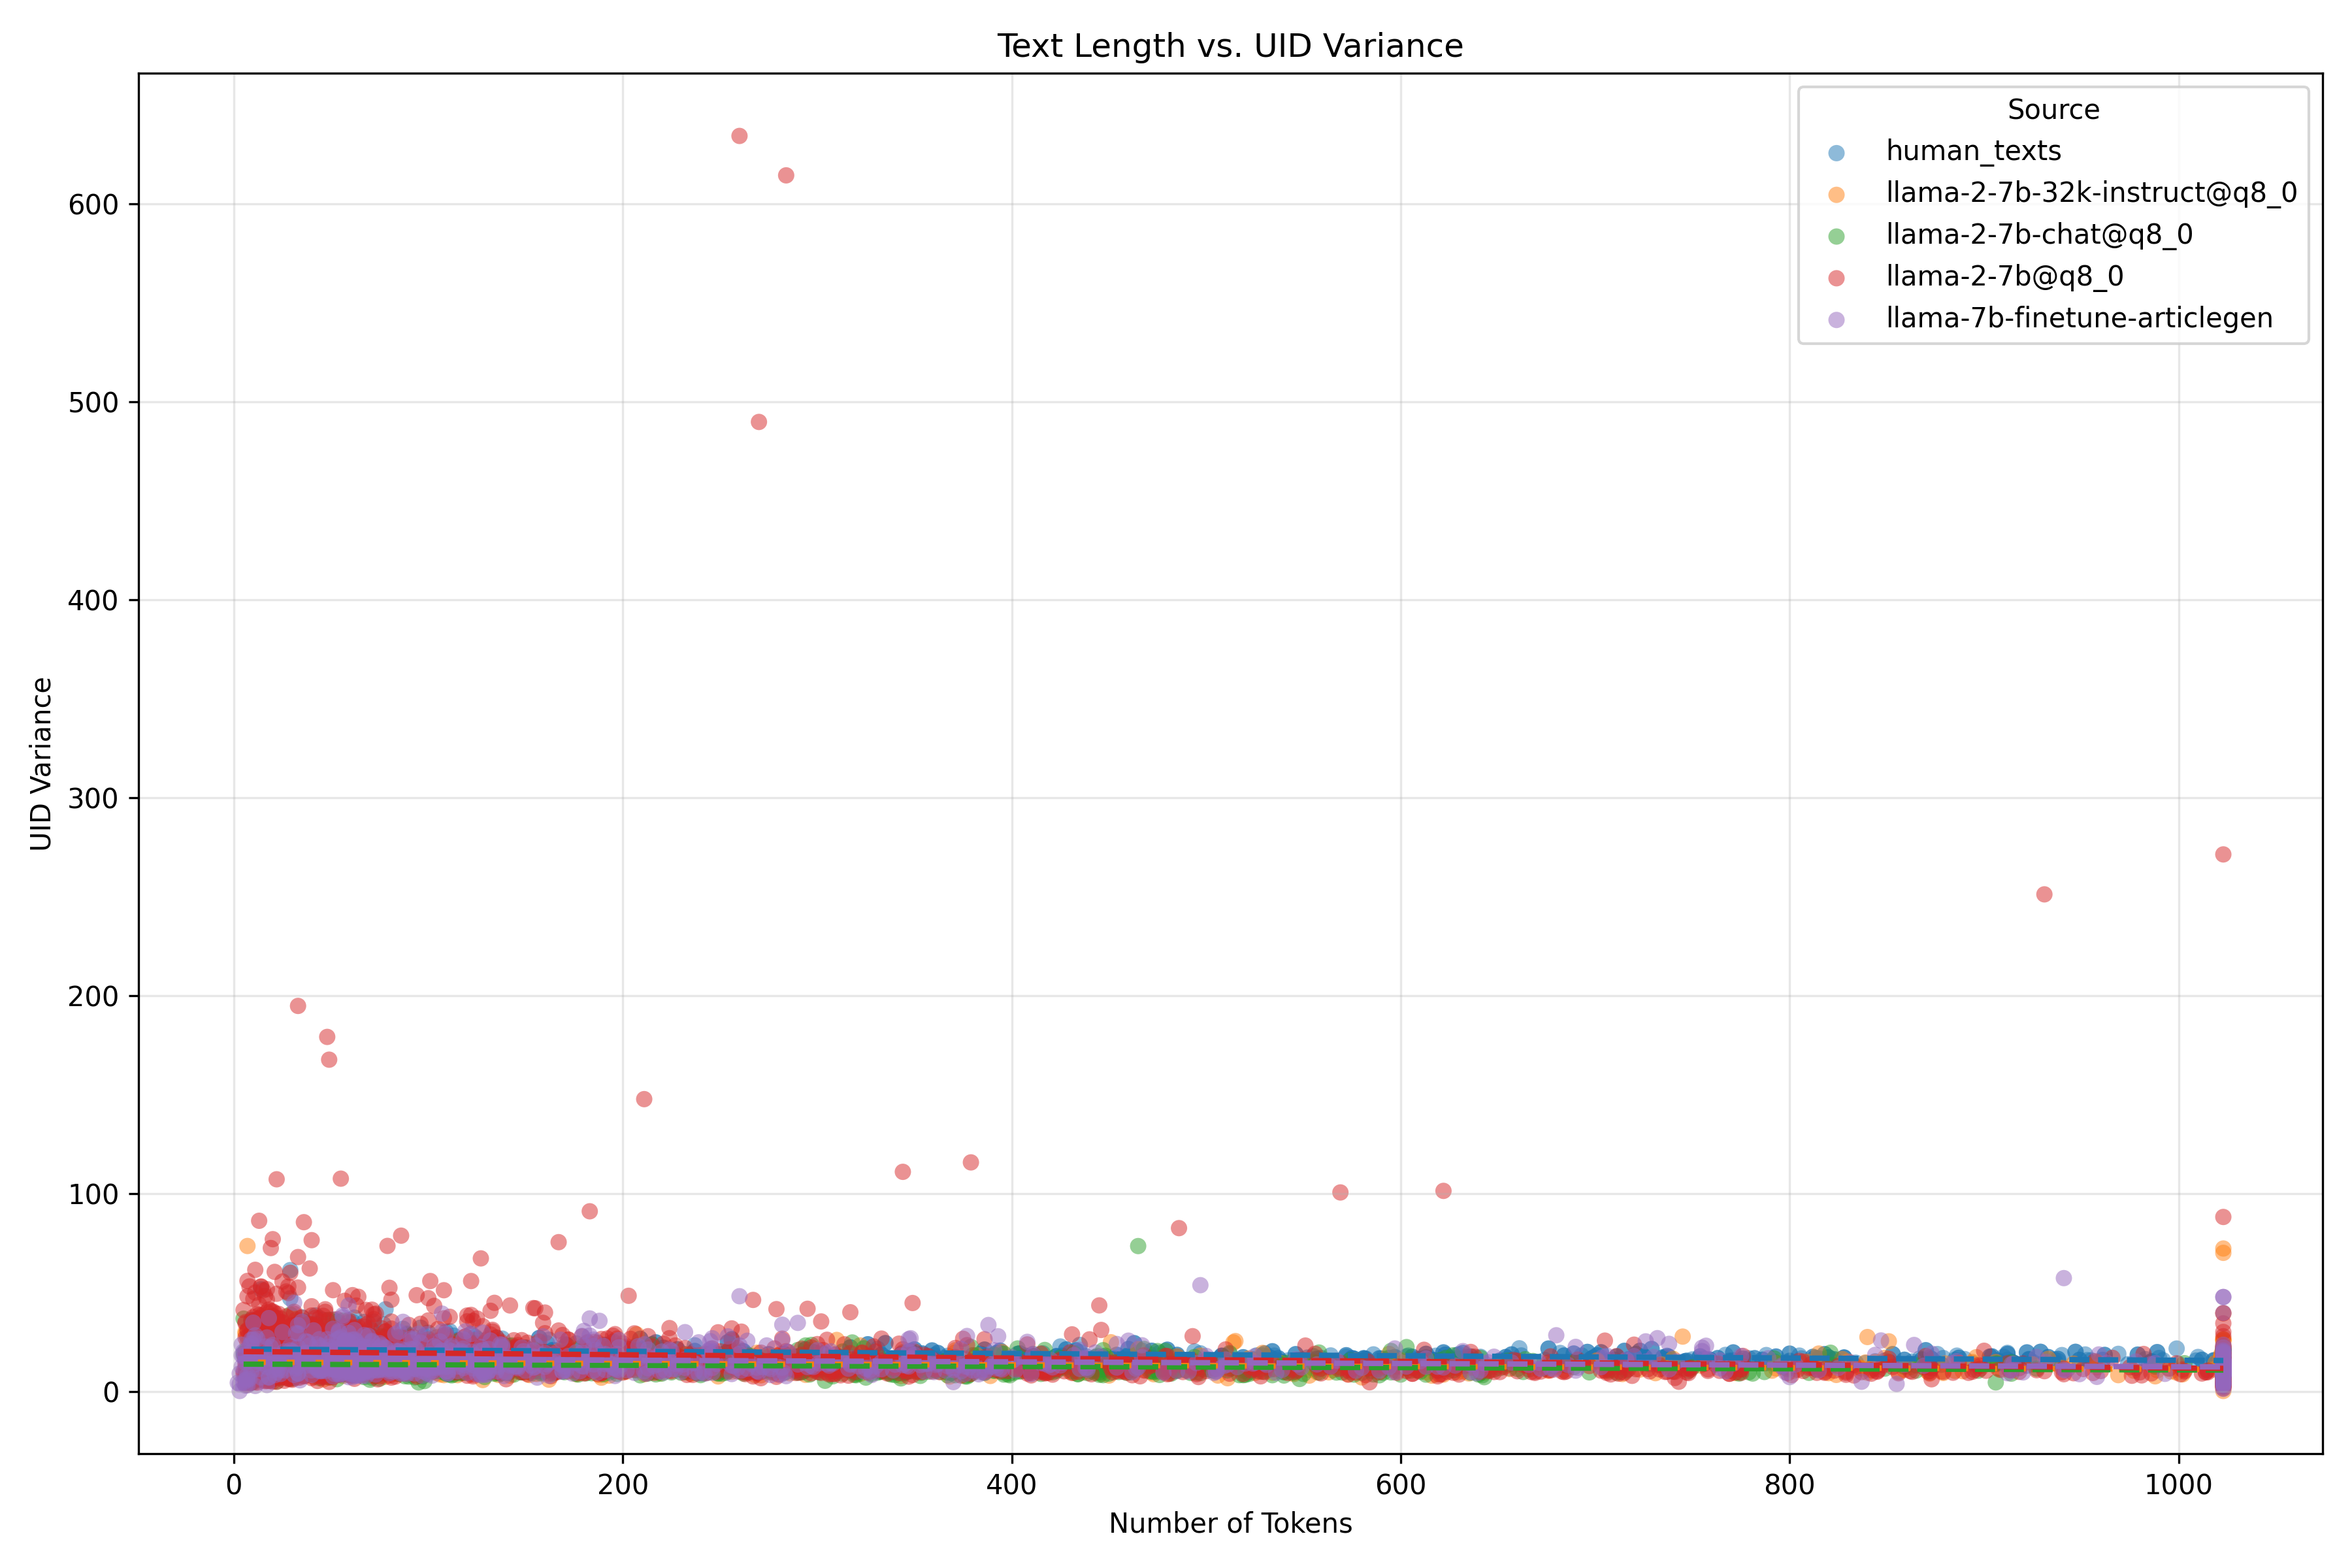 Text Length vs. UID Variance
Source
human_texts
llama-2-7b-32k-instruct@q8_0
llama-2-7b-chat@q8_0
llama-2-7b@q8_0
llama-7b-finetune-articlegen
UID Variance
600
500
400
300
200
100
0
0 200 400 600 800 1000
Number of Tokens